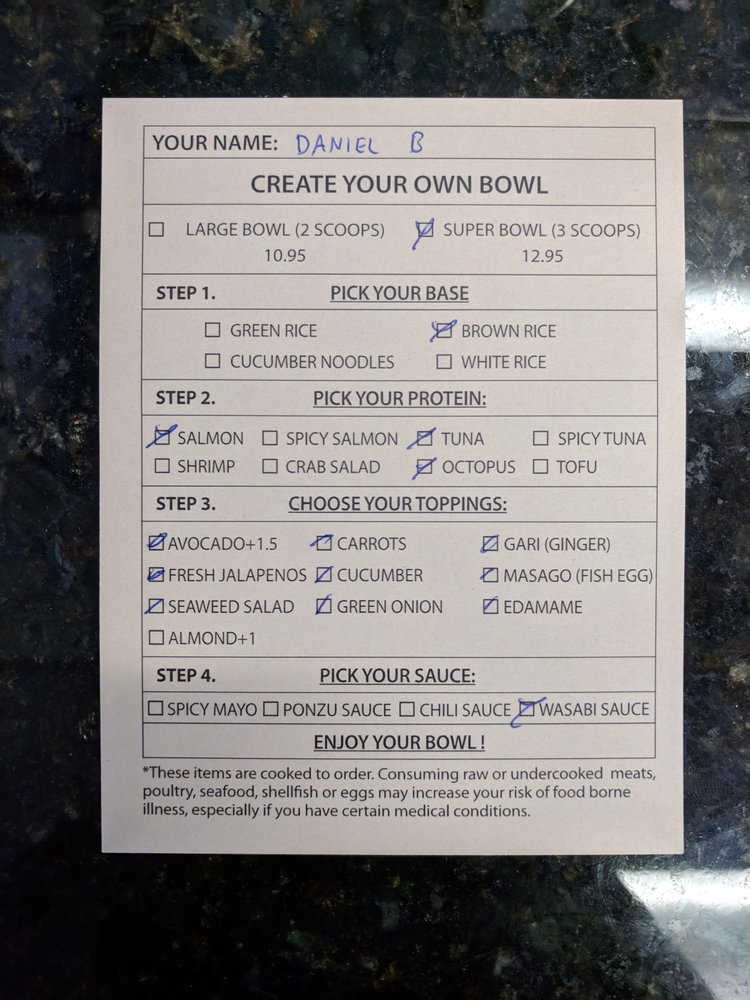 YOUR NAME: DANIEL B
CREATE YOUR OWN BOWL
LARGE BOWL (2 SCOOPS) SUPER BOWL (3 SCOOPS)
10.95 12.95
STEP 1. PICK YOUR BASE
GREEN RICE BROWN RICE
CUCUMBER NOODLES WHITE RICE
STEP 2. PICK YOUR PROTEIN:
SALMON SPICY SALMON TUNA SPICY TUNA
SHRIMP CRAB SALAD OCTOPUS TOFU
STEP 3. CHOOSE YOUR TOPPINGS:
AVOCADO+1.5 CARROTS GARI (GINGER)
FRESH JALAPENOS CUCUMBER MASAGO (FISH EGG)
SEAWEED SALAD GREEN ONION EDAMAME
ALMOND+1
STEP 4. PICK YOUR SAUCE:
SPICY MAYO PONZU SAUCE CHILI SAUCE WASABI SAUCE
ENJOY YOUR BOWL !
*These items are cooked to order. Consuming raw or undercooked meats,
poultry, seafood, shellfish or eggs may increase your risk of food borne
illness, especially if you have certain medical conditions.